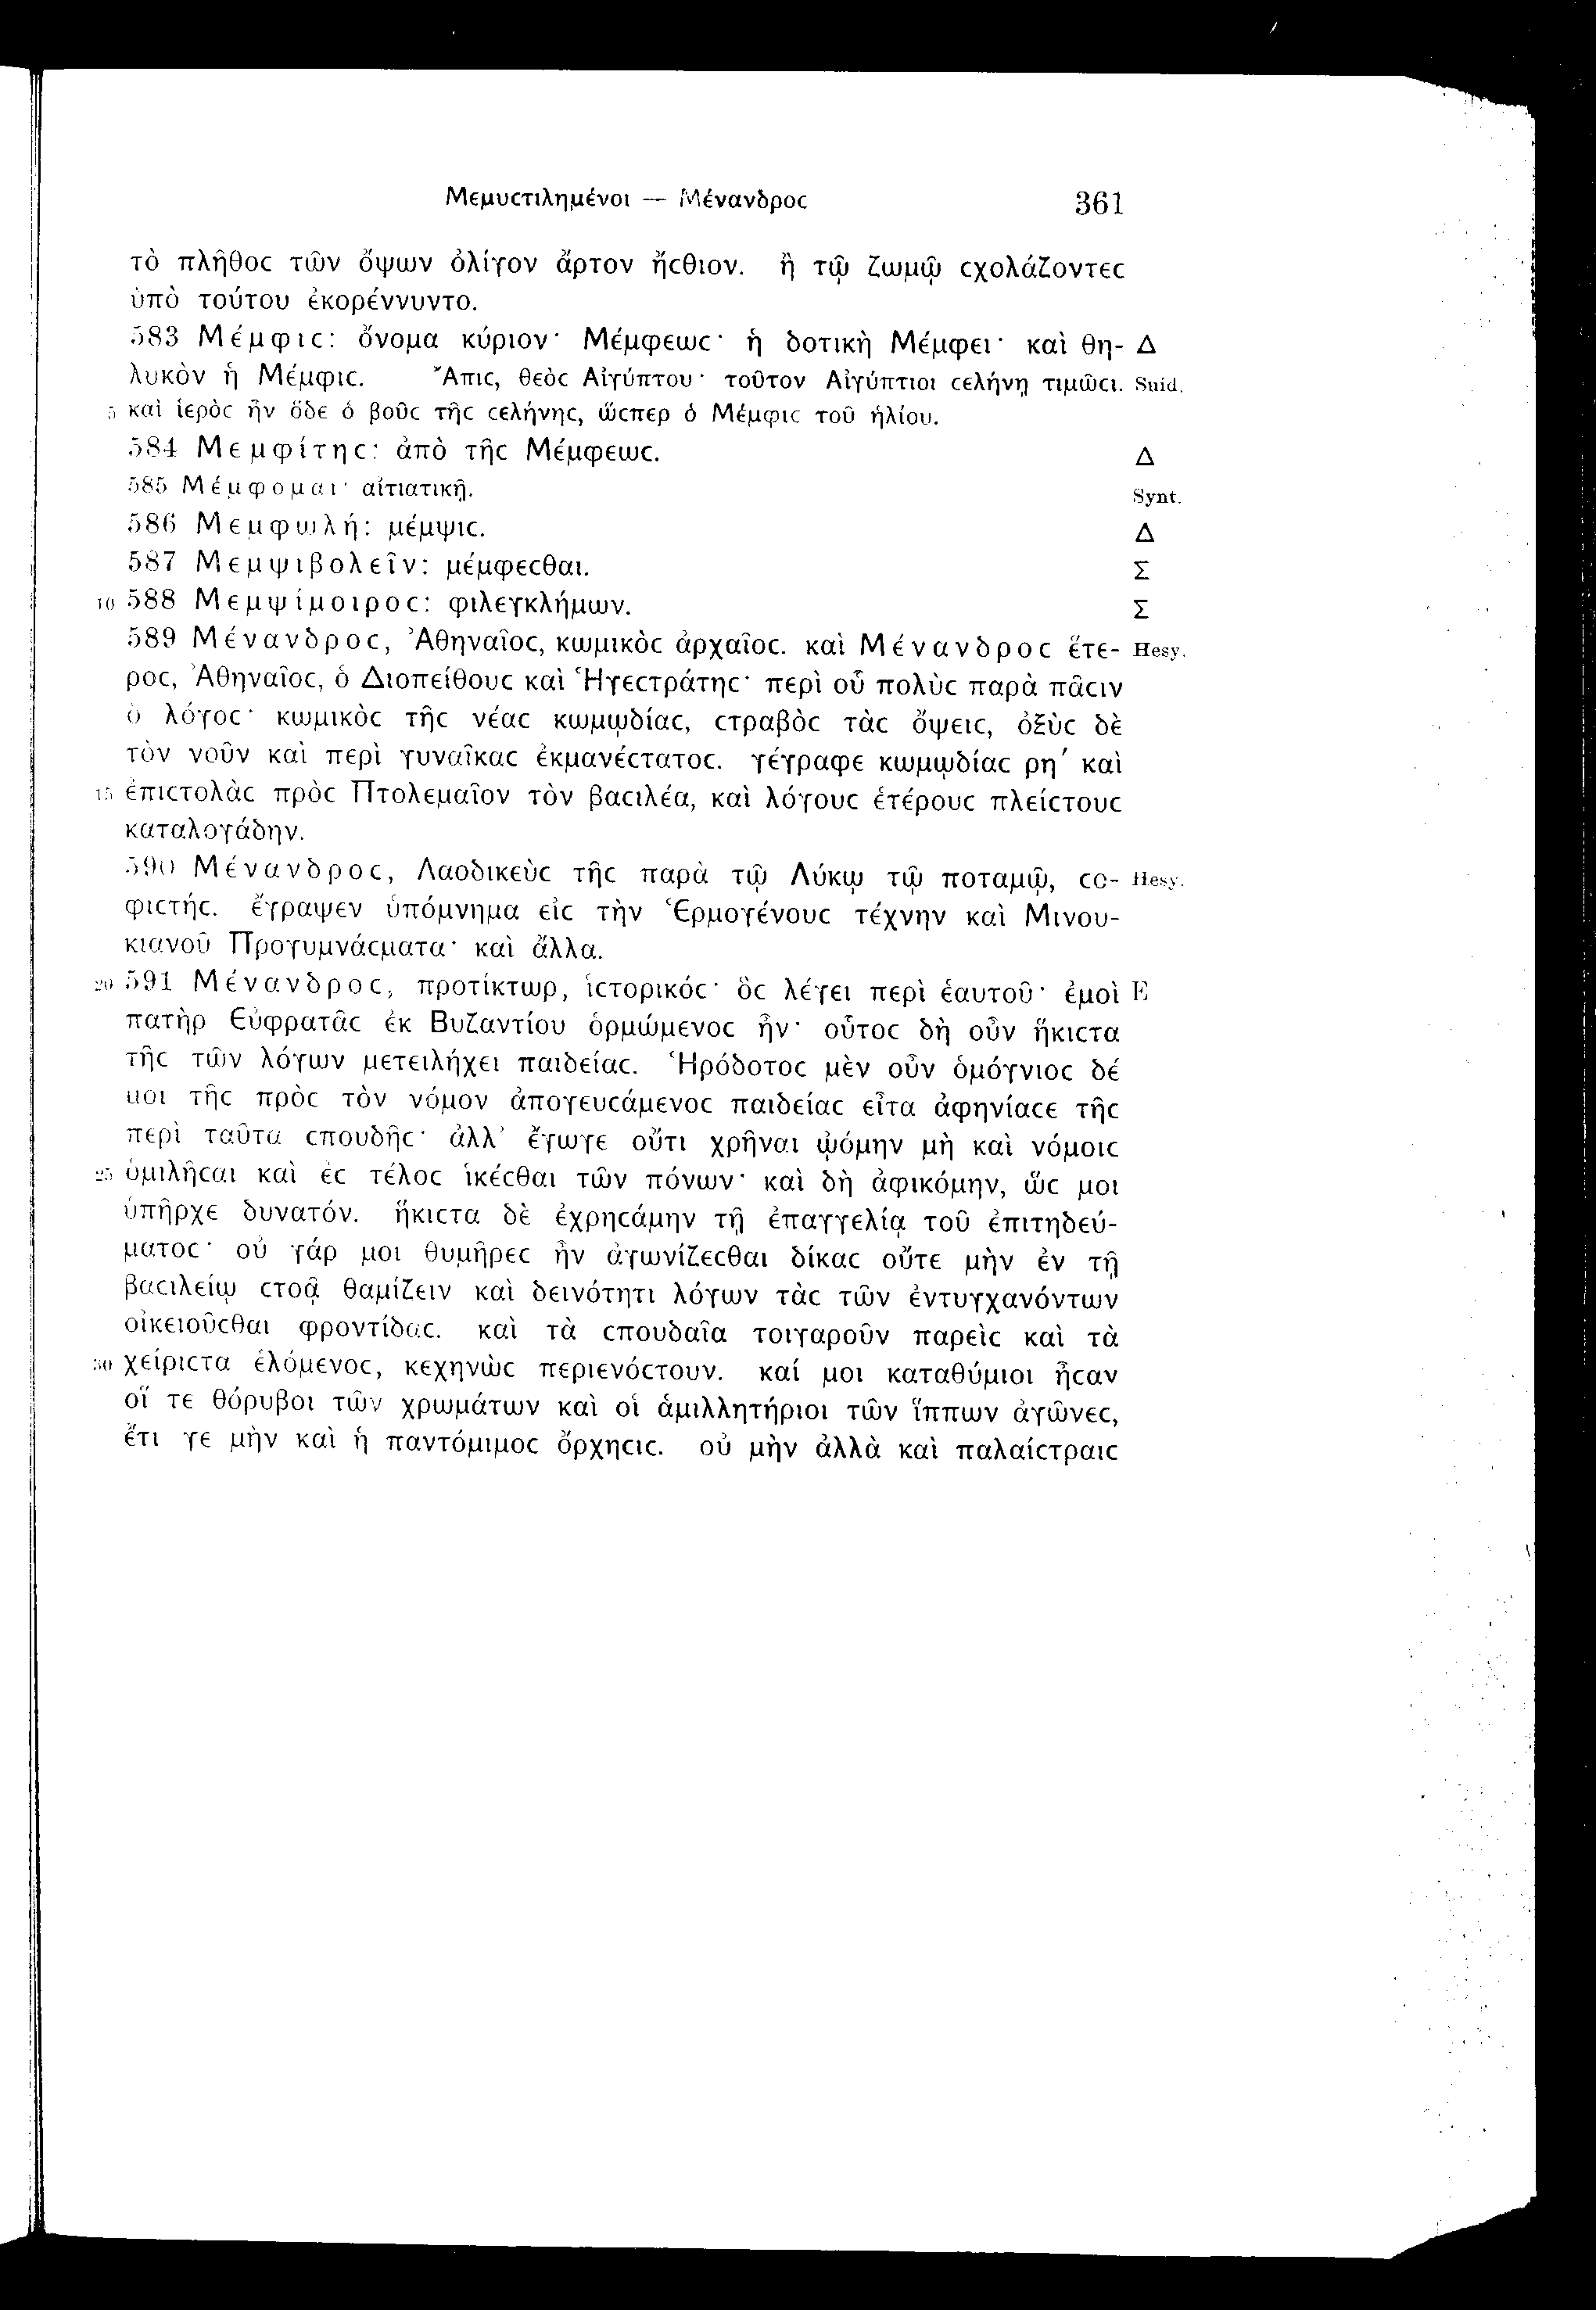 Μεμυϲτιλημένοι — Μένανδροϲ 361
τὸ πλῆθοϲ τῶν ὄψων ὀλίγον ἄρτον ἤϲθιον. ἢ τῷ ζωμῷ ϲχολάζοντεϲ
ὑπὸ τούτου ἐκορέννυντο.
583 Μέμφιϲ: ὄνομα κύριον· Μέμφεωϲ· ἡ δοτικὴ Μέμφει· καὶ θη- Δ
λυκὸν ἡ Μέμφιϲ. Ἄπιϲ, θεὸϲ Αἰγύπτου· τοῦτον Αἰγύπτιοι ϲελήνῃ τιμῶϲι. Suid.
5 καὶ ἱερὸϲ ἦν ὅδε ὁ βοῦϲ τῆϲ ϲελήνηϲ, ὥϲπερ ὁ Μέμφιϲ τοῦ ἡλίου.
584 Μεμφίτηϲ: ἀπὸ τῆϲ Μέμφεωϲ. Δ
585 Μέμφομαι· αἰτιατικῇ. Synt.
586 Μεμφωλή: μέμψιϲ. Δ
587 Μεμψιβολεῖν: μέμφεϲθαι. Σ
10 588 Μεμψίμοιροϲ: φιλεγκλήμων. Σ
589 Μένανδροϲ, Ἀθηναῖοϲ, κωμικὸϲ ἀρχαῖοϲ. καὶ Μένανδροϲ ἕτε- Hesy.
ροϲ, Ἀθηναῖοϲ, ὁ Διοπείθουϲ καὶ Ἡγεϲτράτηϲ· περὶ οὗ πολὺϲ παρὰ πᾶϲιν
ὁ λόγοϲ· κωμικὸϲ τῆϲ νέαϲ κωμῳδίαϲ, ϲτραβὸϲ τὰϲ ὄψειϲ, ὀξὺϲ δὲ
τὸν νοῦν καὶ περὶ γυναῖκαϲ ἐκμανέϲτατοϲ. γέγραφε κωμῳδίαϲ ρη΄ καὶ
15 ἐπιϲτολὰϲ πρὸϲ Πτολεμαῖον τὸν βαϲιλέα, καὶ λόγουϲ ἑτέρουϲ πλείϲτουϲ
καταλογάδην.
590 Μένανδροϲ, Λαοδικεὺϲ τῆϲ παρὰ τῷ Λύκῳ τῷ ποταμῷ, ϲο- Hesy.
φιϲτήϲ. ἔγραψεν ὑπόμνημα εἰϲ τὴν Ἑρμογένουϲ τέχνην καὶ Μινου-
κιανοῦ Προγυμνάϲματα· καὶ ἄλλα.
20 591 Μένανδροϲ, προτίκτωρ, ἱϲτορικόϲ· ὃϲ λέγει περὶ ἑαυτοῦ· ἐμοὶ E
πατὴρ Εὐφρατᾶϲ ἐκ Βυζαντίου ὁρμώμενοϲ ἦν· οὗτοϲ δὴ οὖν ἥκιϲτα
τῆϲ τῶν λόγων μετειλήχει παιδείαϲ. Ἡρόδοτοϲ μὲν οὖν ὁμόγνιοϲ δέ
μοι τῆϲ πρὸϲ τὸν νόμον ἀπογευϲάμενοϲ παιδείαϲ εἶτα ἀφηνίαϲε τῆϲ
περὶ ταῦτα ϲπουδῆϲ· ἀλλ’ ἔγωγε οὔτι χρῆναι ᾠόμην μὴ καὶ νόμοιϲ
25 ὁμιλῆϲαι καὶ ἐϲ τέλοϲ ἱκέϲθαι τῶν πόνων· καὶ δὴ ἀφικόμην, ὥϲ μοι
ὑπῆρχε δυνατόν. ἥκιϲτα δὲ ἐχρηϲάμην τῇ ἐπαγγελίᾳ τοῦ ἐπιτηδεύ-
ματοϲ· οὐ γάρ μοι θυμῆρεϲ ἦν ἀγωνίζεϲθαι δίκαϲ οὔτε μὴν ἐν τῇ
βαϲιλείῳ ϲτοᾷ θαμίζειν καὶ δεινότητι λόγων τὰϲ τῶν ἐντυγχανόντων
οἰκειοῦϲθαι φροντίδαϲ. καὶ τὰ ϲπουδαῖα τοιγαροῦν παρεὶϲ καὶ τὰ
30 χείριϲτα ἑλόμενοϲ, κεχηνὼϲ περιενόϲτουν. καί μοι καταθύμιοι ἦϲαν
οἵ τε θόρυβοι τῶν χρωμάτων καὶ οἱ ἁμιλλητήριοι τῶν ἵππων ἀγῶνεϲ,
ἔτι γε μὴν καὶ ἡ παντόμιμοϲ ὄρχηϲιϲ. οὐ μὴν ἀλλὰ καὶ παλαίϲτραιϲ